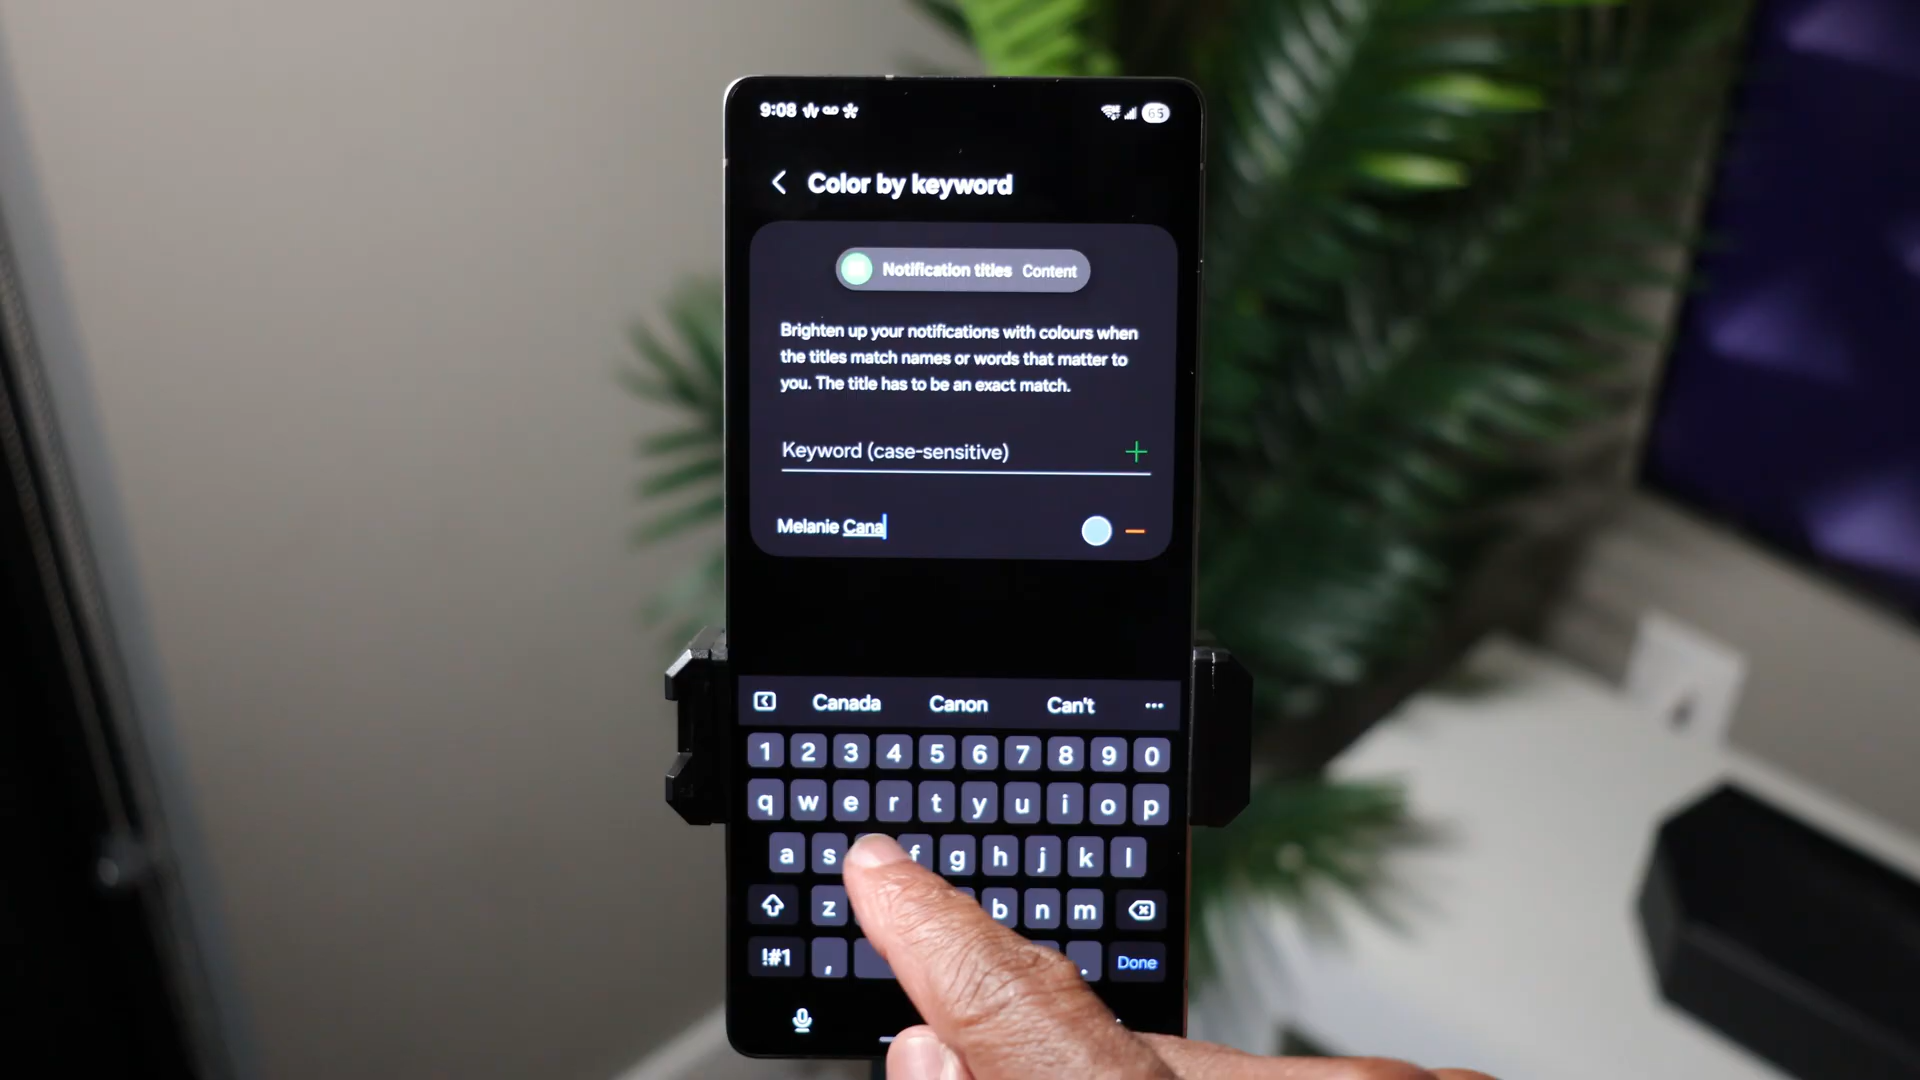 9:08
65
Color by keyword
Notification titles Content
Brighten up your notifications with colours when
the titles match names or words that matter to
you. The title has to be an exact match.
Keyword (case-sensitive)
Melanie Cana
Canada Canon Can't
1 2 3 4 5 6 7 8 9 0
q w e r t y u i o p
a s f g h j k l
z b n m
!#1 , . Done